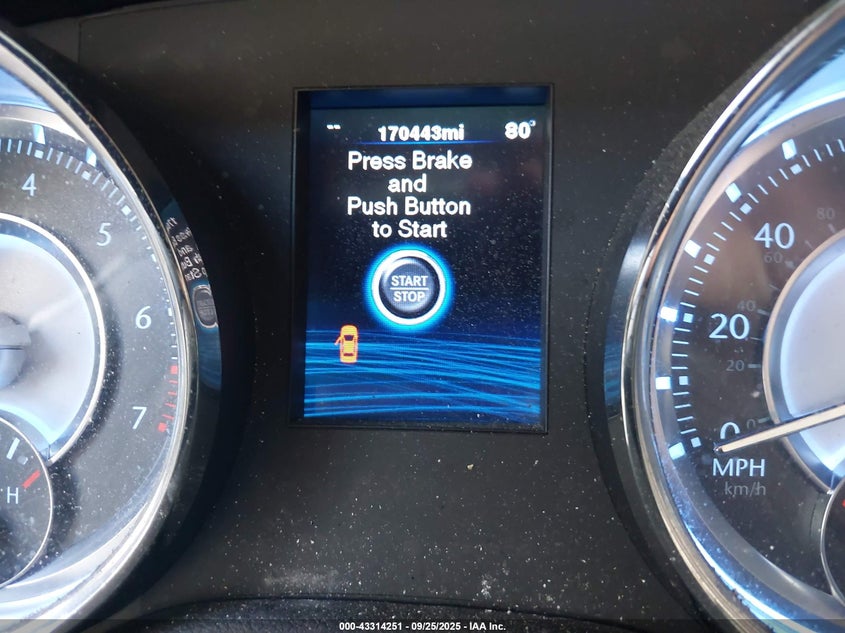 -- 170443mi 80°
Press Brake
and
Push Button
to Start
START
STOP
4
5
6
7
H
40
80
60
20
40
20
0
0
MPH
km/h
000-43314251 - 09/25/2025 - IAA Inc.